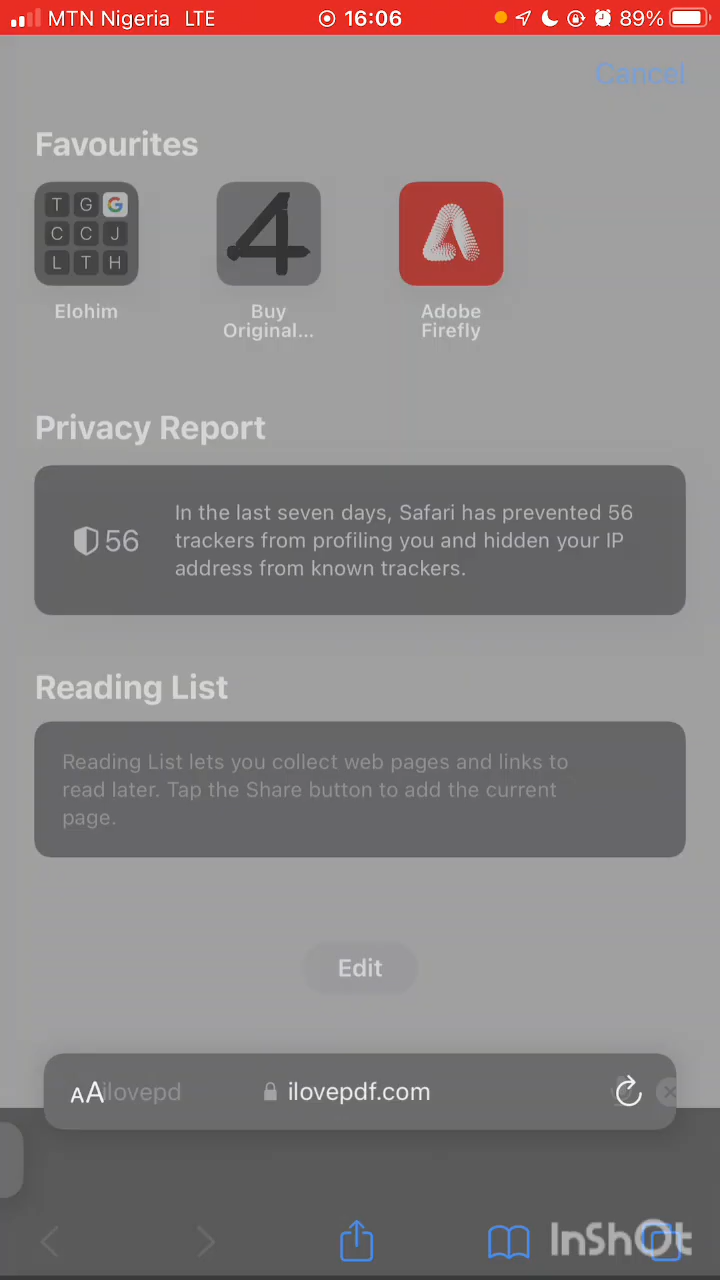 MTN Nigeria LTE 16:06 89%
Cancel
Favourites
T G G
C C J
L T H
4
Elohim
Buy
Original...
Adobe
Firefly
Privacy Report
56
In the last seven days, Safari has prevented 56
trackers from profiling you and hidden your IP
address from known trackers.
Reading List
Reading List lets you collect web pages and links to
read later. Tap the Share button to add the current
page.
Edit
AA ilovepd ilovepdf.com
InShOt